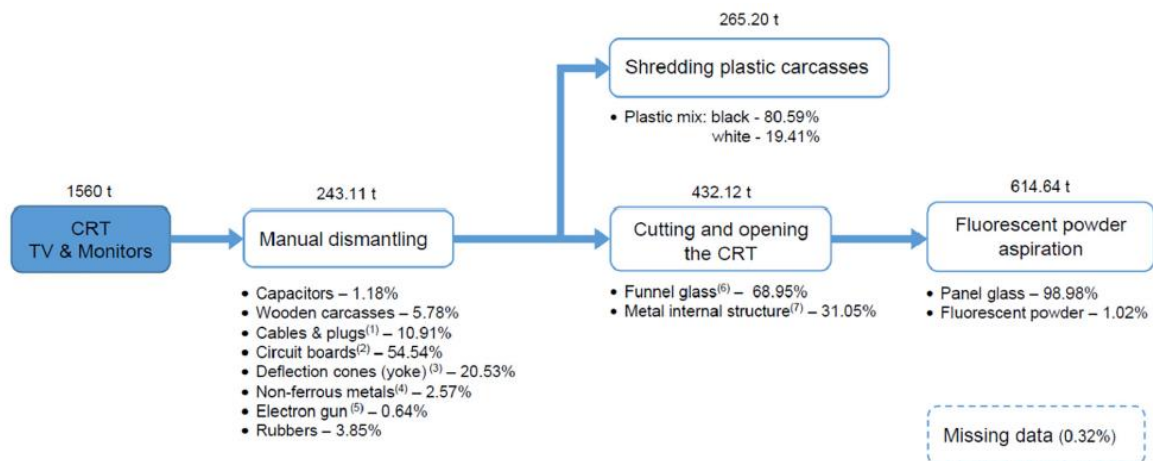 265.20 t
Shredding plastic carcasses
• Plastic mix: black - 80.59%
white - 19.41%
1560 t
CRT
TV & Monitors
243.11 t
Manual dismantling
• Capacitors – 1.18%
• Wooden carcasses – 5.78%
• Cables & plugs(1) – 10.91%
• Circuit boards(2) – 54.54%
• Deflection cones (yoke) (3) – 20.53%
• Non-ferrous metals(4) – 2.57%
• Electron gun (5) – 0.64%
• Rubbers – 3.85%
432.12 t
Cutting and opening
the CRT
• Funnel glass(6) – 68.95%
• Metal internal structure(7) – 31.05%
614.64 t
Fluorescent powder
aspiration
• Panel glass – 98.98%
• Fluorescent powder – 1.02%
Missing data (0.32%)